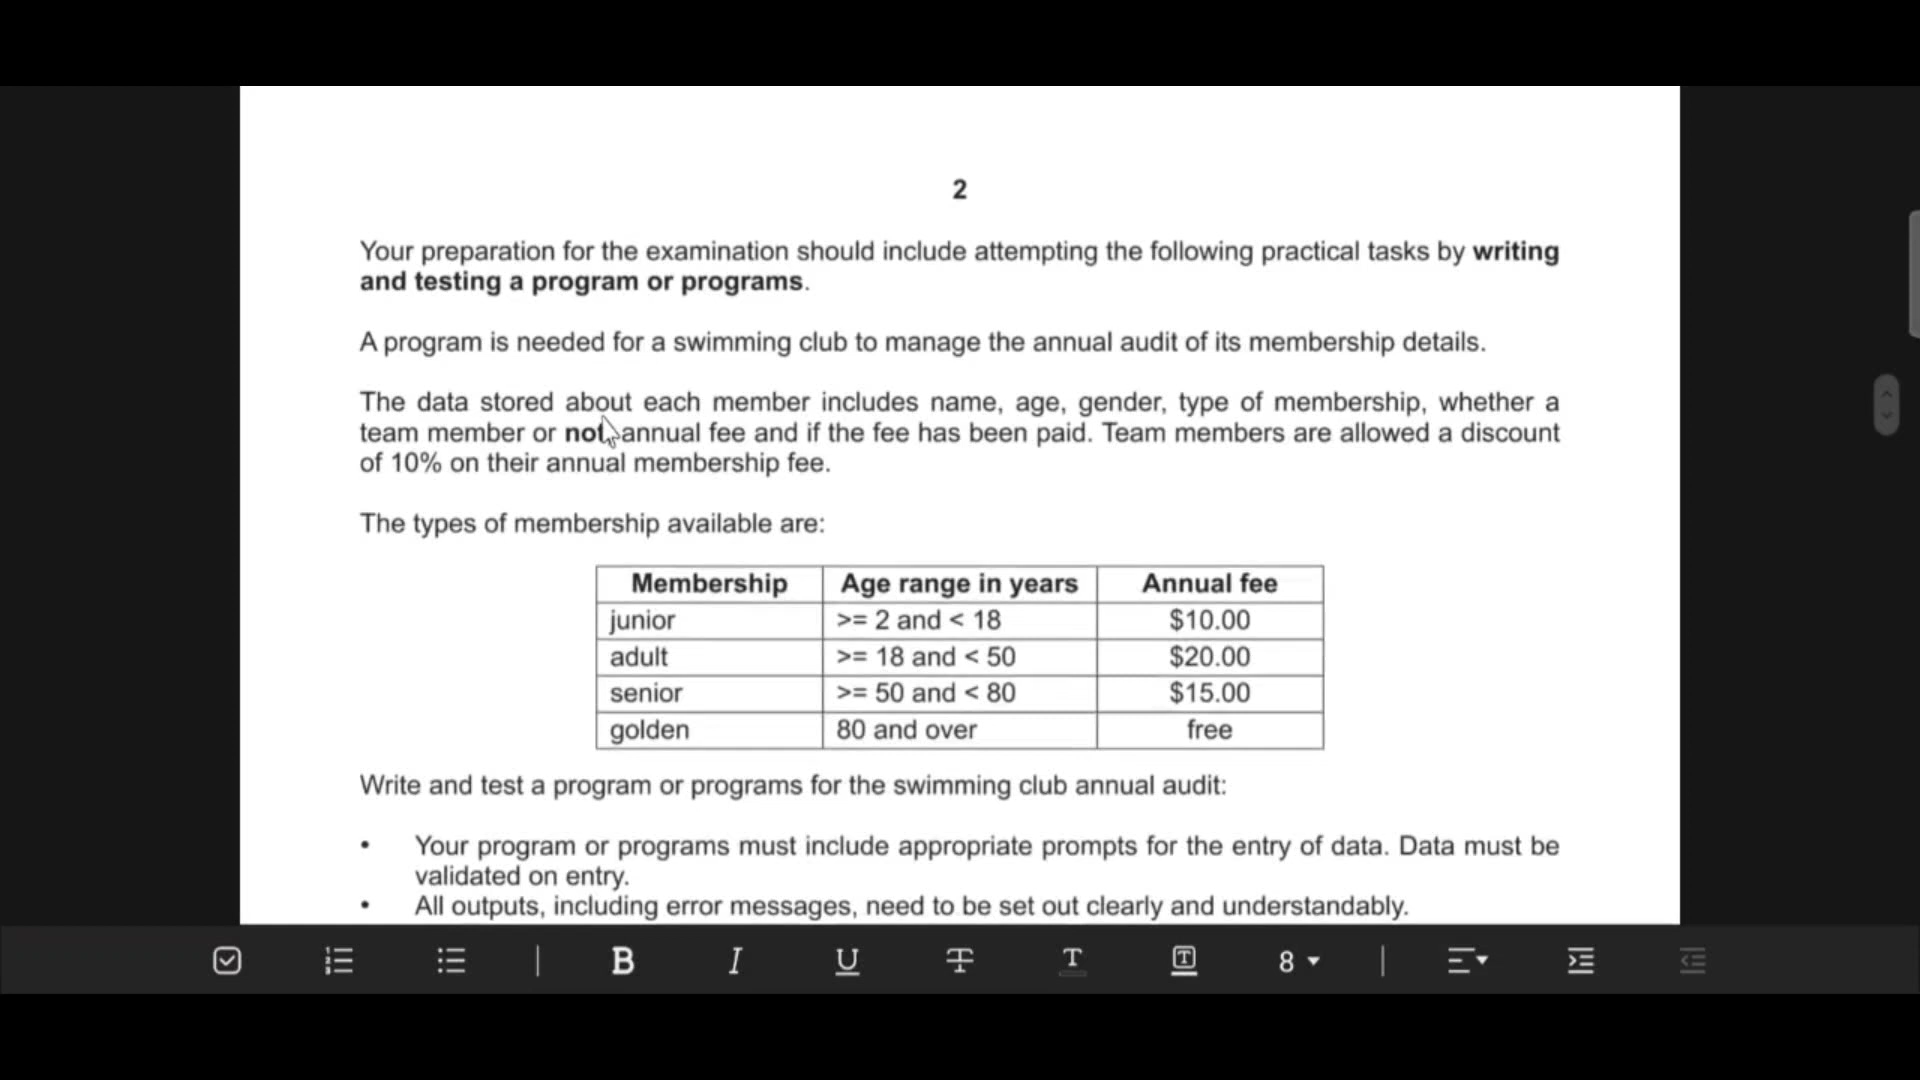 2
Your preparation for the examination should include attempting the following practical tasks by writing
and testing a program or programs.
A program is needed for a swimming club to manage the annual audit of its membership details.
The data stored about each member includes name, age, gender, type of membership, whether a
team member or not, annual fee and if the fee has been paid. Team members are allowed a discount
of 10% on their annual membership fee.
The types of membership available are:
Membership Age range in years Annual fee
junior >= 2 and < 18 $10.00
adult >= 18 and < 50 $20.00
senior >= 50 and < 80 $15.00
golden 80 and over free
Write and test a program or programs for the swimming club annual audit:
• Your program or programs must include appropriate prompts for the entry of data. Data must be
validated on entry.
• All outputs, including error messages, need to be set out clearly and understandably.
B I U T T T 8